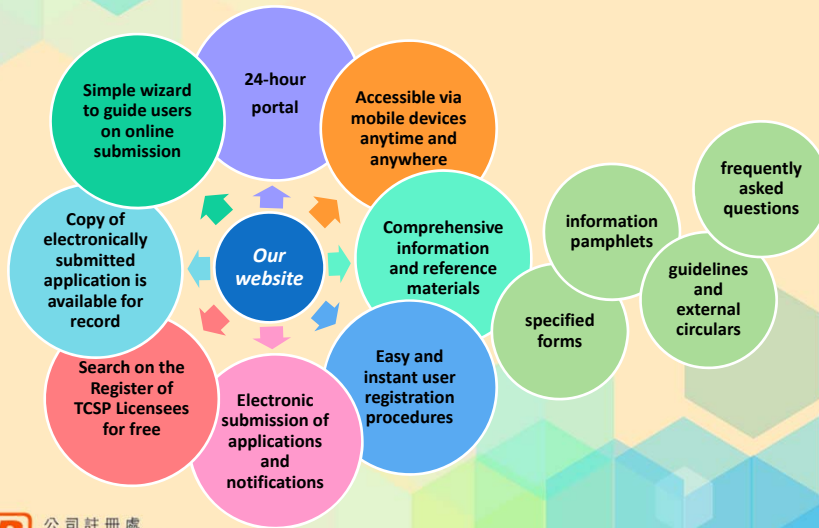 24-hour
portal
Accessible via
mobile devices
anytime and
anywhere
Comprehensive
information
and reference
materials
Easy and
instant user
registration
procedures
Electronic
submission of
applications
and
notifications
Search on the
Register of
TCSP Licensees
for free
Copy of
electronically
submitted
application is
available for
record
Simple wizard
to guide users
on online
submission
Our
website
specified
forms
information
pamphlets
guidelines
and
external
circulars
frequently
asked
questions
公司註冊處